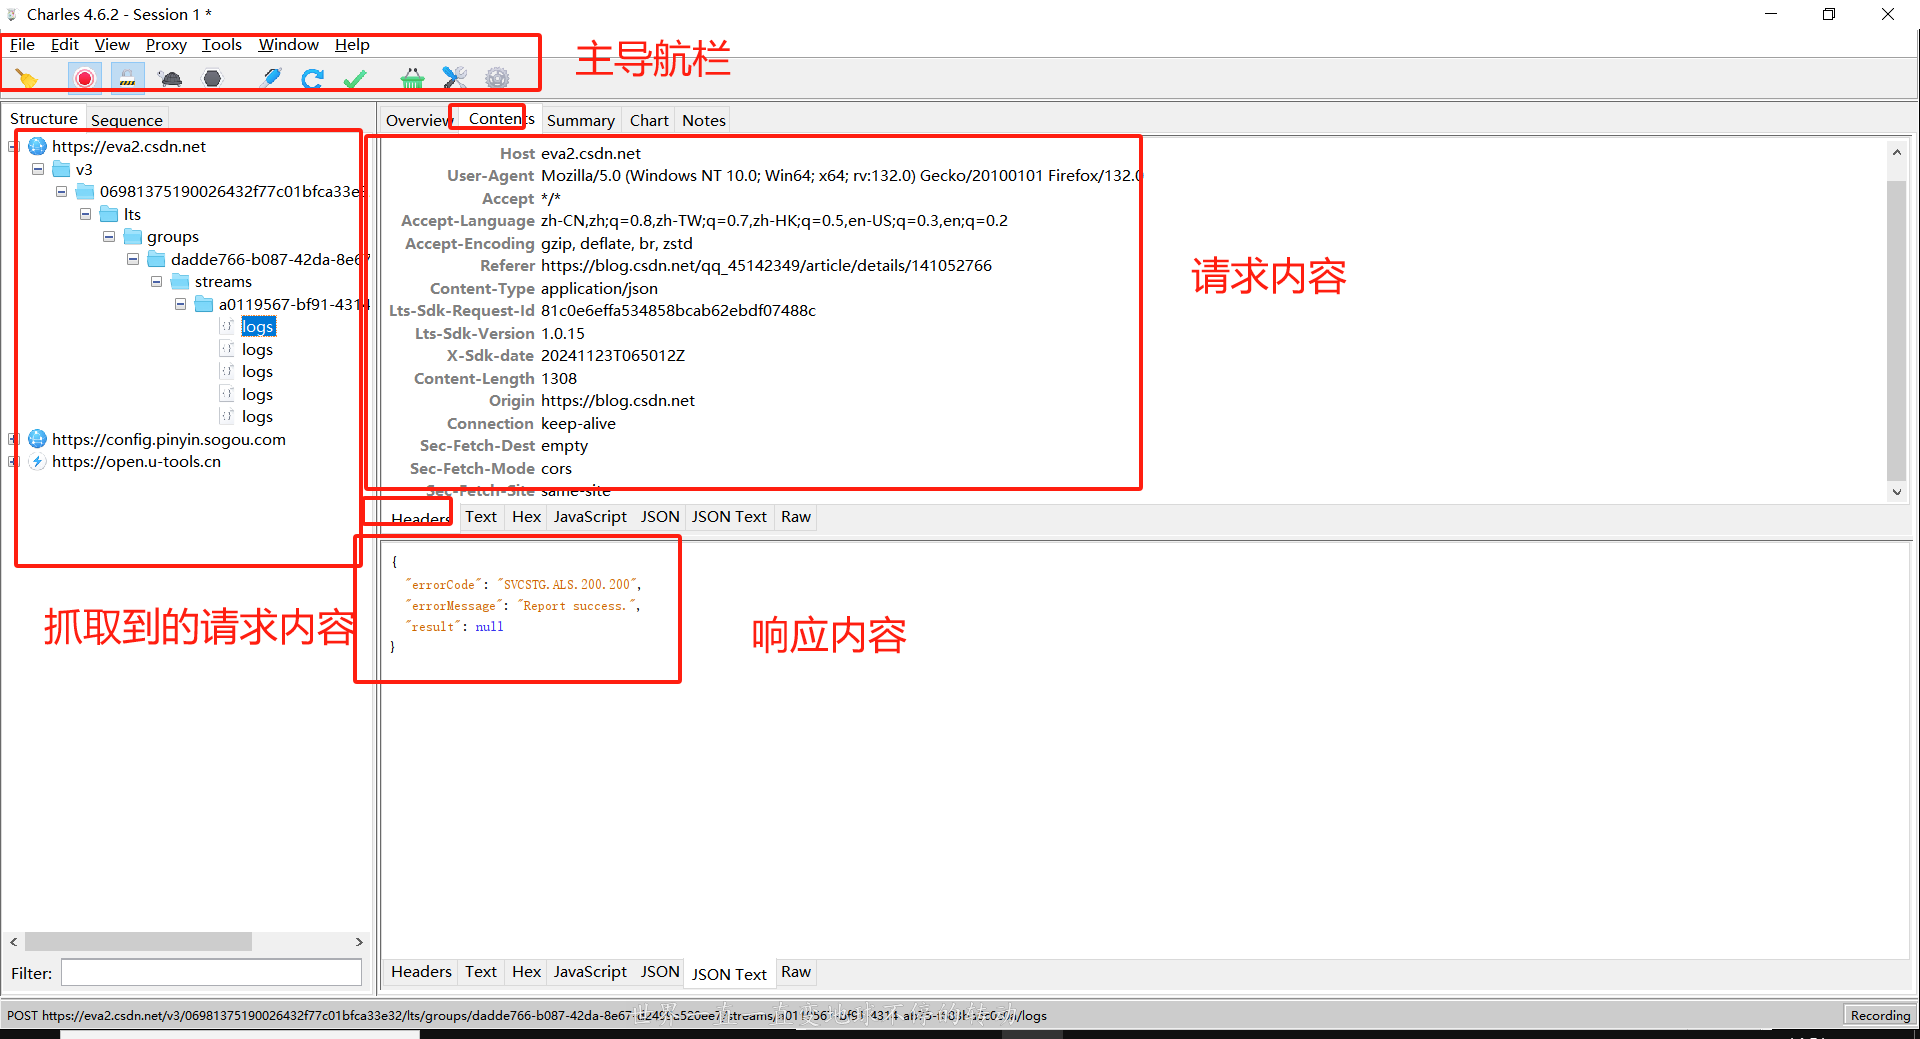 Charles 4.6.2 - Session 1 *
File Edit View Proxy Tools Window Help
主导航栏
Structure Sequence
Overview Contents Summary Chart Notes
https://eva2.csdn.net
v3
06981375190026432f77c01bfca33e
lts
groups
dadde766-b087-42da-8e67
streams
a0119567-bf91-4314
logs
logs
logs
logs
logs
https://config.pinyin.sogou.com
https://open.u-tools.cn
抓取到的请求内容
Host eva2.csdn.net
User-Agent Mozilla/5.0 (Windows NT 10.0; Win64; x64; rv:132.0) Gecko/20100101 Firefox/132.0
Accept */*
Accept-Language zh-CN,zh;q=0.8,zh-TW;q=0.7,zh-HK;q=0.5,en-US;q=0.3,en;q=0.2
Accept-Encoding gzip, deflate, br, zstd
Referer https://blog.csdn.net/qq_45142349/article/details/141052766
Content-Type application/json
Lts-Sdk-Request-Id 81c0e6effa534858bcab62ebdf07488c
Lts-Sdk-Version 1.0.15
X-Sdk-date 20241123T065012Z
Content-Length 1308
Origin https://blog.csdn.net
Connection keep-alive
Sec-Fetch-Dest empty
Sec-Fetch-Mode cors
Sec-Fetch-Site same-site
请求内容
Headers Text Hex JavaScript JSON JSON Text Raw
{
"errorCode": "SVCSTG.ALS.200.200",
"errorMessage": "Report success.",
"result": null
}
响应内容
Headers Text Hex JavaScript JSON JSON Text Raw
Filter:
POST https://eva2.csdn.net/v3/06981375190026432f77c01bfca33e32/lts/groups/dadde766-b087-42da-8e67
Recording